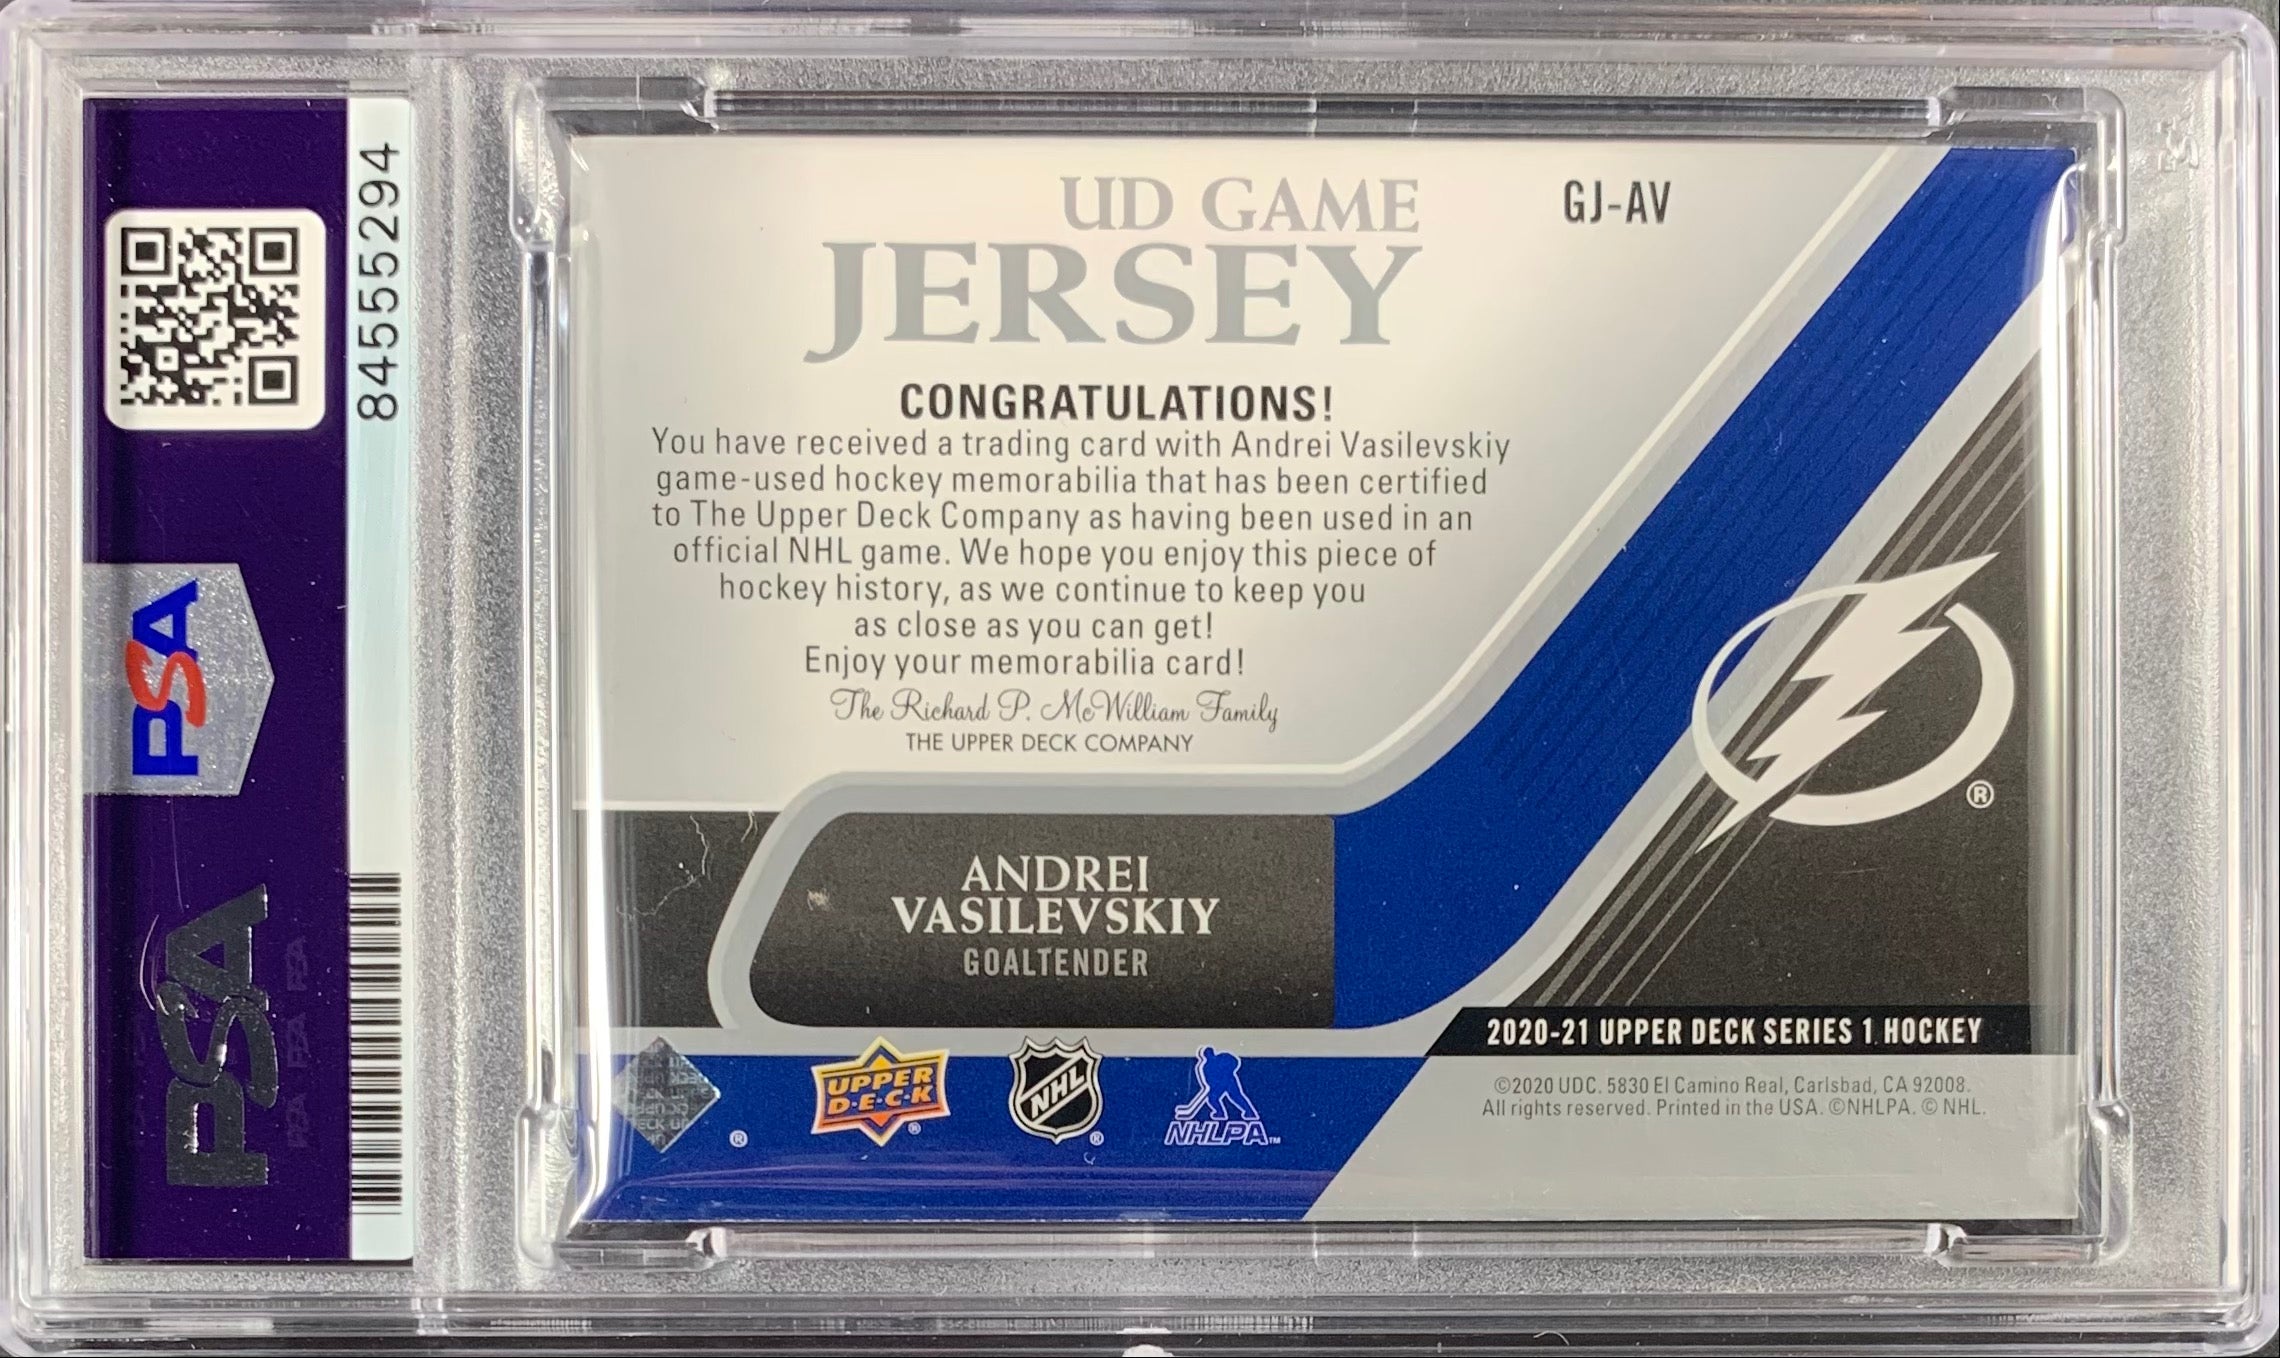 84555294
PSA
PSA
UD GAME
JERSEY
GJ-AV
CONGRATULATIONS!
You have received a trading card with Andrei Vasilevskiy
game-used hockey memorabilia that has been certified
to The Upper Deck Company as having been used in an
official NHL game. We hope you enjoy this piece of
hockey history, as we continue to keep you
as close as you can get!
Enjoy your memorabilia card!
The Richard P. McWilliam Family
THE UPPER DECK COMPANY
®
ANDREI
VASILEVSKIY
GOALTENDER
2020-21 UPPER DECK SERIES 1 HOCKEY
®
UPPER
D·E·C·K
®
NHL
®
NHLPA™
©2020 UDC. 5830 El Camino Real, Carlsbad, CA 92008.
All rights reserved. Printed in the USA. ©NHLPA. © NHL.